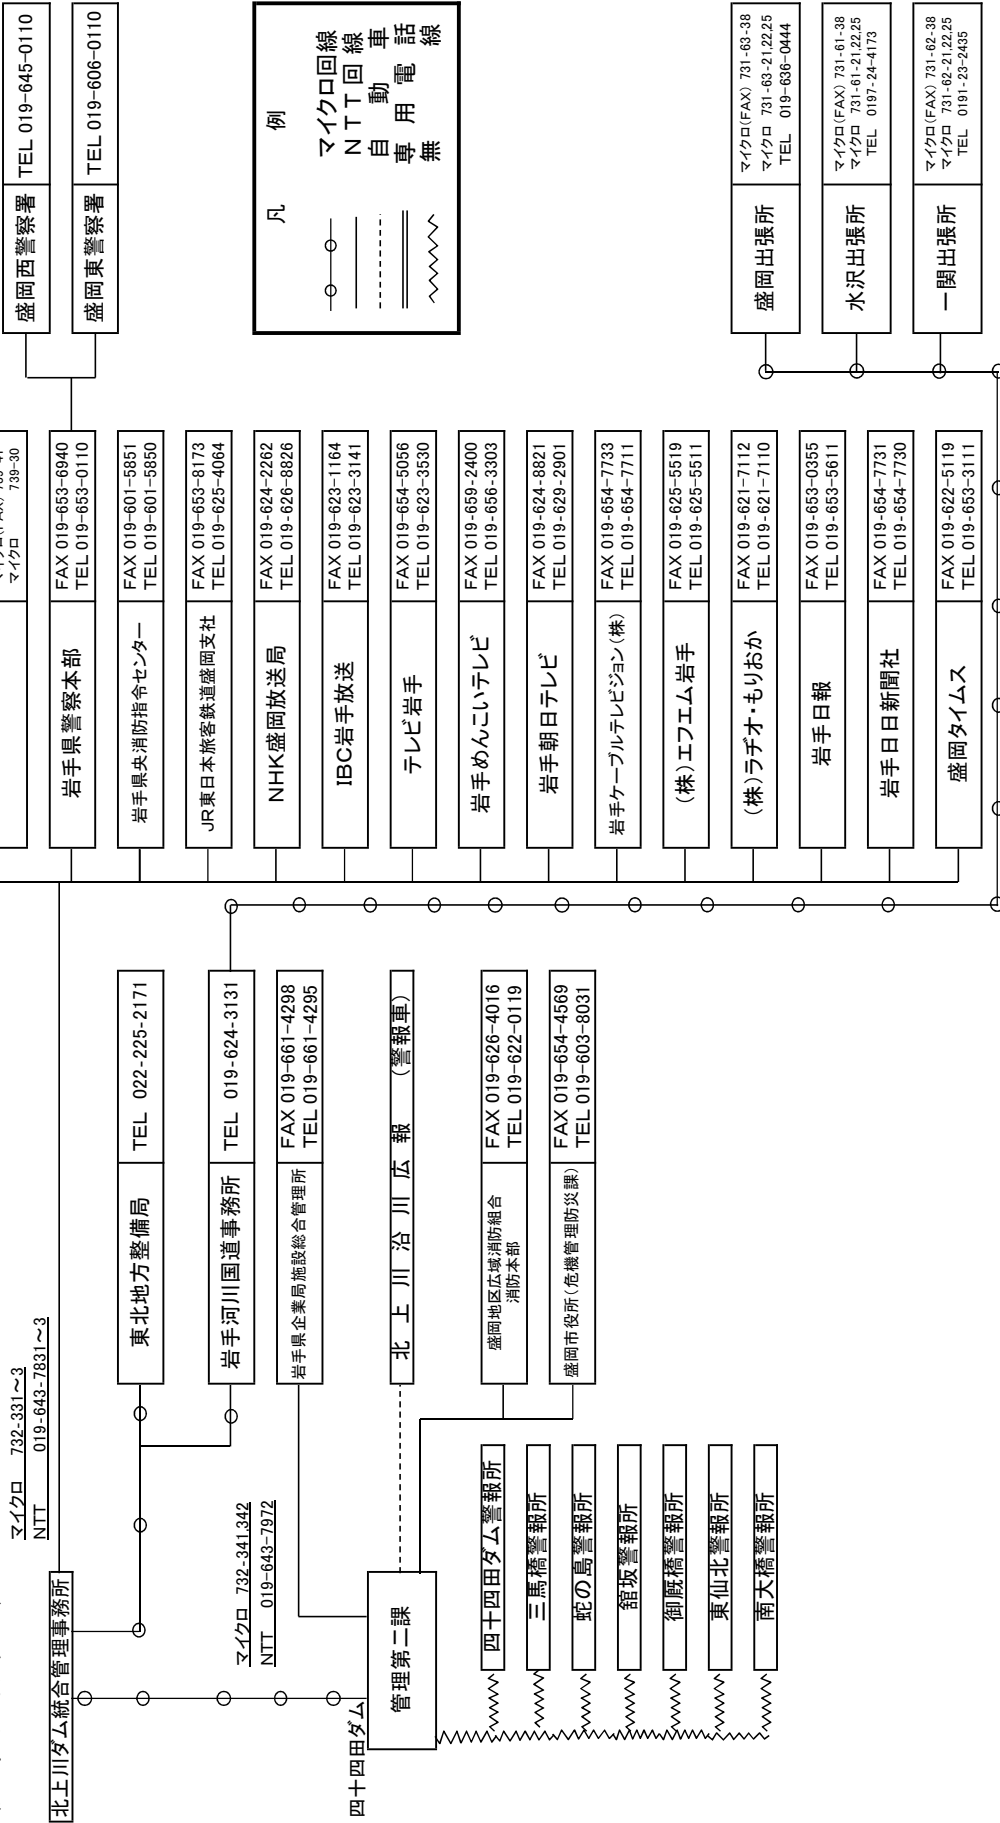 北上川ダム統合管理事務所
マイクロ 732-331～3
NTT 019-643-7831～3
東北地方整備局 TEL 022-225-2171
岩手河川国道事務所 TEL 019-624-3131
岩手県企業局施設総合管理所 FAX 019-661-4298
TEL 019-661-4295
四十四田ダム
管理第二課
マイクロ 732-341,342
NTT 019-643-7972
北上川沿川広報 （警報車）
盛岡地区広域消防組合
消防本部
FAX 019-626-4016
TEL 019-622-0119
盛岡市役所（危機管理防災課）
FAX 019-654-4569
TEL 019-603-8031
四十四田ダム警報所
三馬橋警報所
蛇の島警報所
舘坂警報所
御厩橋警報所
東仙北警報所
南大橋警報所
マイクロ 739-30
岩手県警察本部
FAX 019-653-6940
TEL 019-653-0110
岩手県央消防指令センター
FAX 019-601-5851
TEL 019-601-5850
JR東日本旅客鉄道盛岡支社
FAX 019-653-8173
TEL 019-625-4064
NHK盛岡放送局
FAX 019-624-2262
TEL 019-626-8826
IBC岩手放送
FAX 019-623-1164
TEL 019-623-3141
テレビ岩手
FAX 019-654-5056
TEL 019-623-3530
岩手めんこいテレビ
FAX 019-659-2400
TEL 019-656-3303
岩手朝日テレビ
FAX 019-624-8821
TEL 019-629-2901
岩手ケーブルテレビジョン（株）
FAX 019-654-7733
TEL 019-654-7711
（株）エフエム岩手
FAX 019-625-5519
TEL 019-625-5511
（株）ラヂオ・もりおか
FAX 019-621-7112
TEL 019-621-7110
岩手日報
FAX 019-653-0355
TEL 019-653-5611
岩手日日新聞社
FAX 019-654-7731
TEL 019-654-7730
盛岡タイムス
FAX 019-622-5119
TEL 019-653-3111
盛岡西警察署 TEL 019-645-0110
盛岡東警察署 TEL 019-606-0110
凡 例
マイクロ回線
NTT回線
自動車
専用電話
無線
盛岡出張所
マイクロ(FAX) 731-63-38
マイクロ 731-63-21,22,25
TEL 019-636-0444
水沢出張所
マイクロ(FAX) 731-61-38
マイクロ 731-61-21,22,25
TEL 0197-24-4173
一関出張所
マイクロ(FAX) 731-62-38
マイクロ 731-62-21,22,25
TEL 0191-23-2435